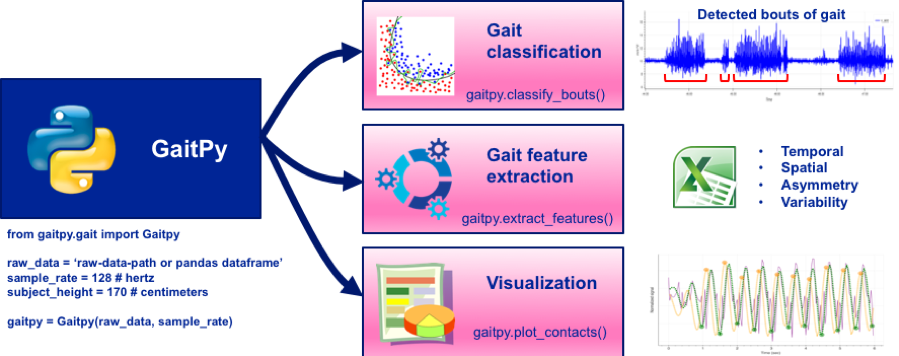 GaitPy
from gaitpy.gait import Gaitpy
raw_data = ‘raw-data-path or pandas dataframe’
sample_rate = 128 # hertz
subject_height = 170 # centimeters
gaitpy = Gaitpy(raw_data, sample_rate)
Gait
classification
gaitpy.classify_bouts()
Gait feature
extraction
gaitpy.extract_features()
Visualization
gaitpy.plot_contacts()
Detected bouts of gait
X
• Temporal
• Spatial
• Asymmetry
• Variability